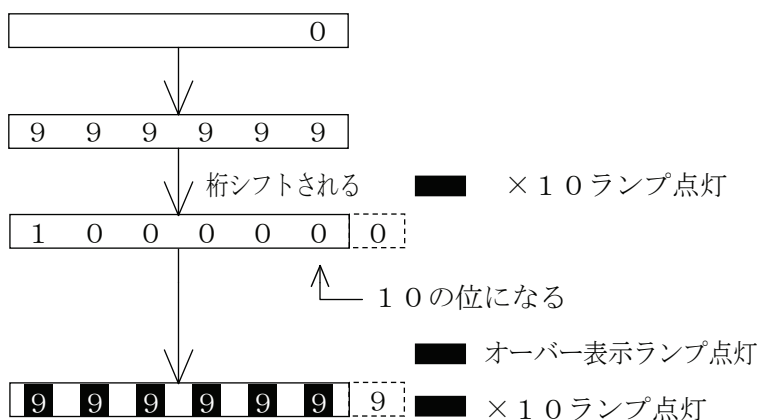 0
9 9 9 9 9 9
桁シフトされる ×10ランプ点灯
1 0 0 0 0 0 0
10の位になる
オーバー表示ランプ点灯
9 9 9 9 9 9 9 ×10ランプ点灯